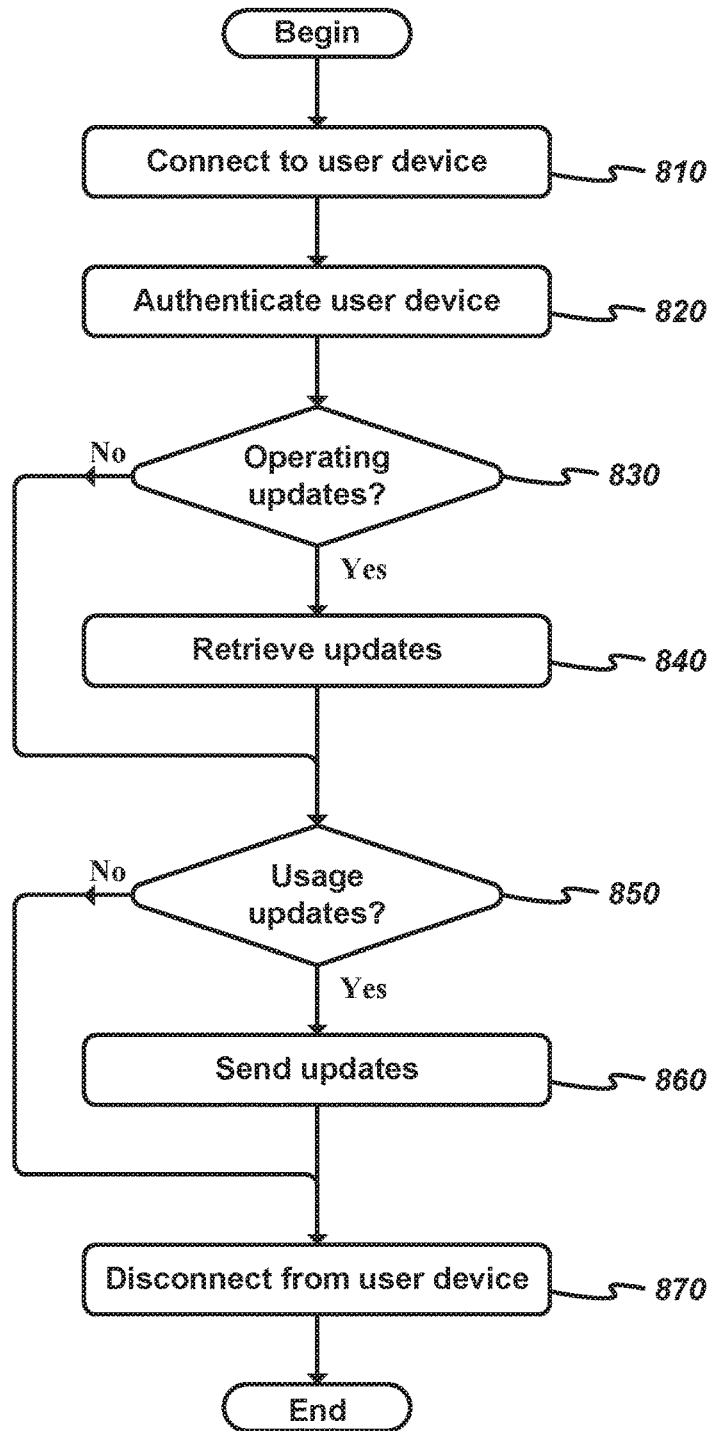 Begin
Connect to user device
810
Authenticate user device
820
Operating
updates?
830
No
Yes
Retrieve updates
840
Usage
updates?
850
No
Yes
Send updates
860
Disconnect from user device
870
End